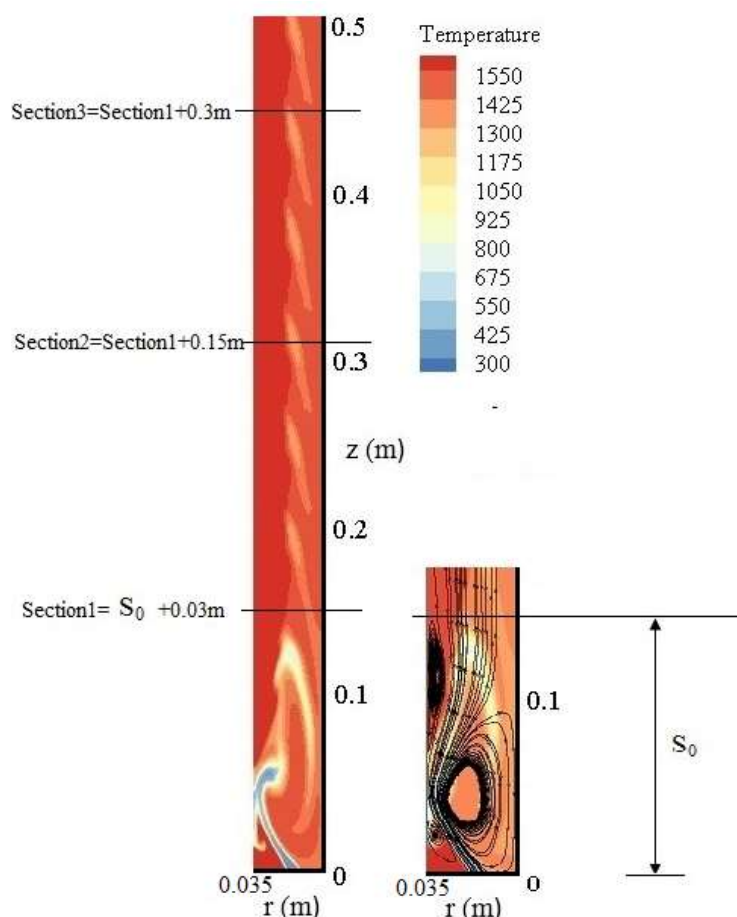 0.5
Section3=Section1+0.3m
0.4
Section2=Section1+0.15m
0.3
z (m)
0.2
Section1= S₀ +0.03m
0.1
0
0.035
r (m)
Temperature
1550
1425
1300
1175
1050
925
800
675
550
425
300
-
0.1
S₀
0.035
0
r (m)